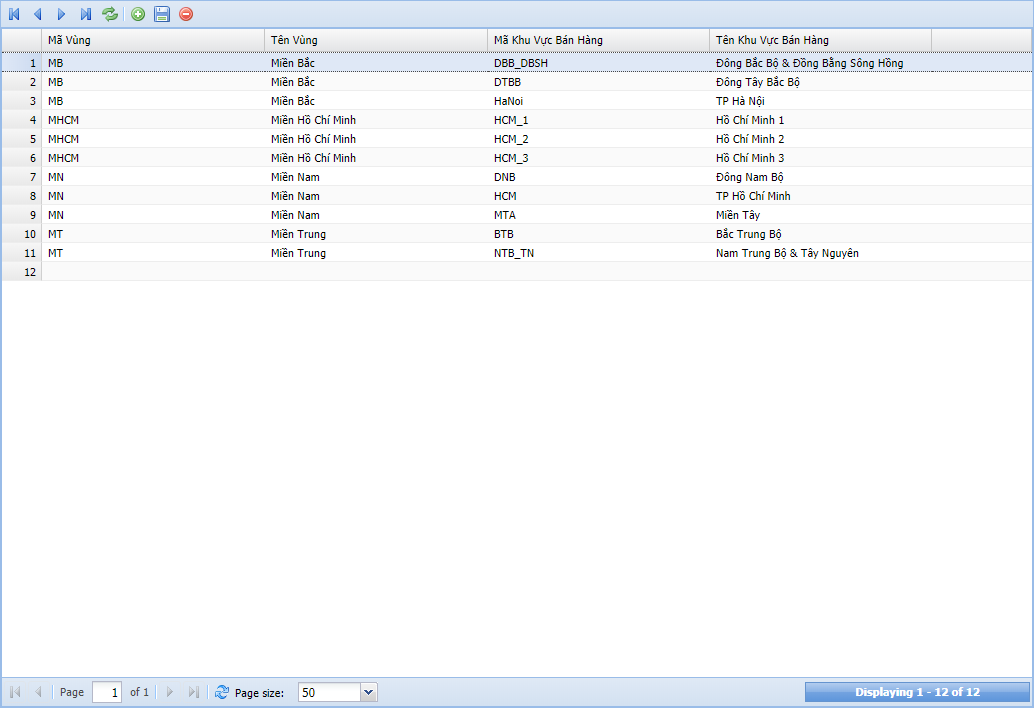 Mã Vùng Tên Vùng Mã Khu Vực Bán Hàng Tên Khu Vực Bán Hàng
1 MB Miền Bắc DBB_DBSH Đông Bắc Bộ & Đồng Bằng Sông Hồng
2 MB Miền Bắc DTBB Đông Tây Bắc Bộ
3 MB Miền Bắc HaNoi TP Hà Nội
4 MHCM Miền Hồ Chí Minh HCM_1 Hồ Chí Minh 1
5 MHCM Miền Hồ Chí Minh HCM_2 Hồ Chí Minh 2
6 MHCM Miền Hồ Chí Minh HCM_3 Hồ Chí Minh 3
7 MN Miền Nam DNB Đông Nam Bộ
8 MN Miền Nam HCM TP Hồ Chí Minh
9 MN Miền Nam MTA Miền Tây
10 MT Miền Trung BTB Bắc Trung Bộ
11 MT Miền Trung NTB_TN Nam Trung Bộ & Tây Nguyên
12
Page 1 of 1 Page size: 50 Displaying 1 - 12 of 12